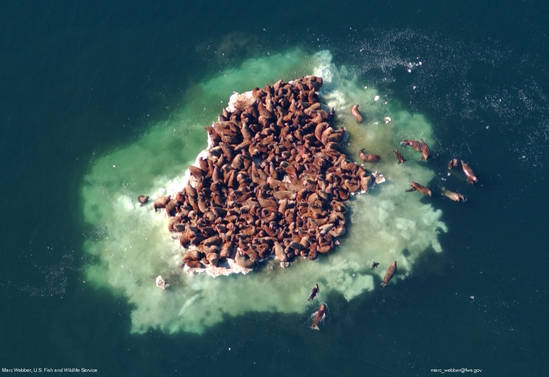 Marc Webber, U.S. Fish and Wildlife Service
marc_webber@fws.gov